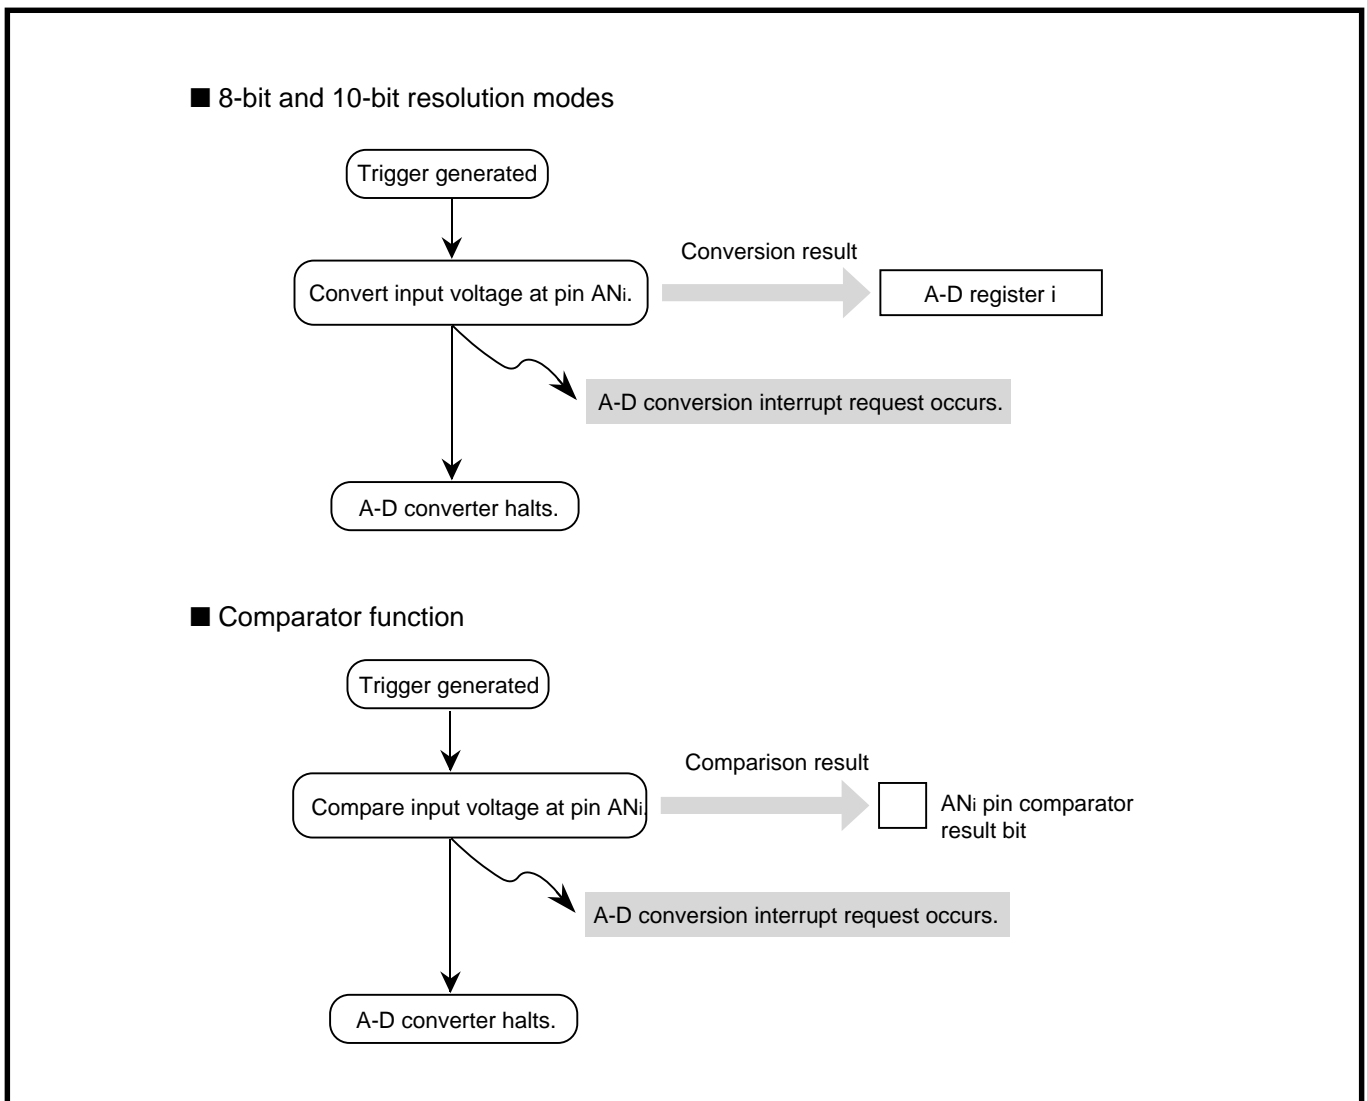 ■ 8-bit and 10-bit resolution modes
Trigger generated
Conversion result
Convert input voltage at pin ANi.
A-D register i
A-D conversion interrupt request occurs.
A-D converter halts.
■ Comparator function
Trigger generated
Comparison result
Compare input voltage at pin ANi.
ANi pin comparator
result bit
A-D conversion interrupt request occurs.
A-D converter halts.